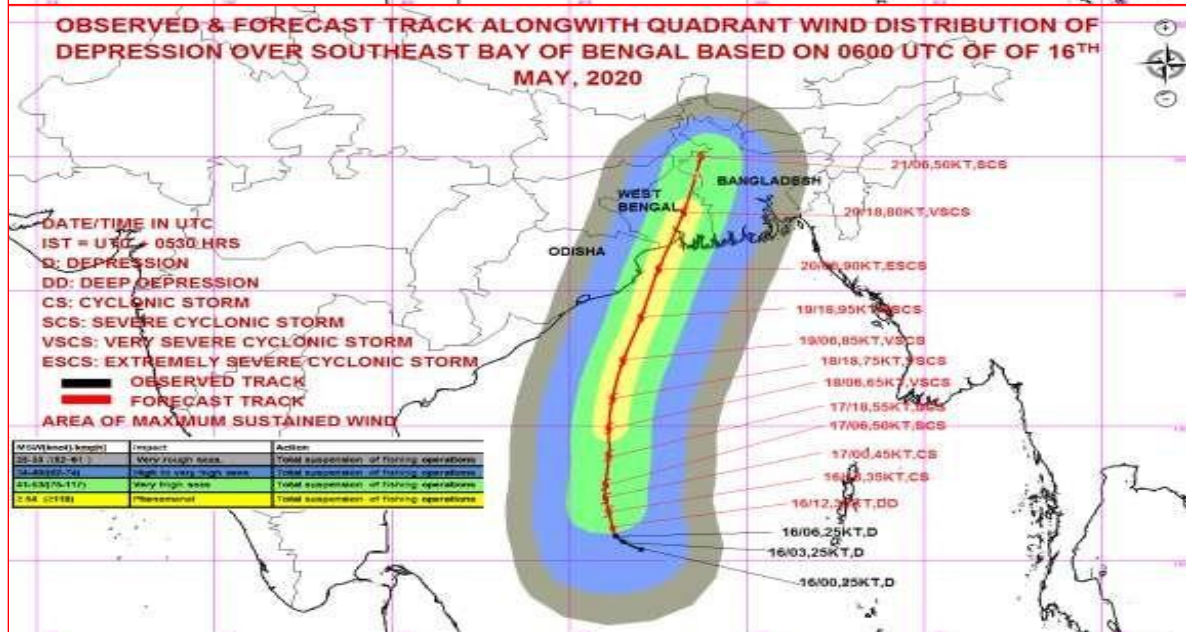 OBSERVED & FORECAST TRACK ALONGWITH QUADRANT WIND DISTRIBUTION OF
DEPRESSION OVER SOUTHEAST BAY OF BENGAL BASED ON 0600 UTC OF OF 16TH
MAY, 2020
21/06,50KT,SCS
BANGLADESH
WEST
BENGAL
20/18,80KT,VSCS
DATE/TIME IN UTC
IST = UTC + 0530 HRS
ODISHA
D: DEPRESSION
20/06,90KT,ESCS
DD: DEEP DEPRESSION
CS: CYCLONIC STORM
19/18,95KT,ESCS
SCS: SEVERE CYCLONIC STORM
VSCS: VERY SEVERE CYCLONIC STORM
19/06,85KT,VSCS
ESCS: EXTREMELY SEVERE CYCLONIC STORM
18/18,75KT,VSCS
OBSERVED TRACK
18/06,65KT,VSCS
FORECAST TRACK
17/18,55KT,SCS
AREA OF MAXIMUM SUSTAINED WIND
17/06,50KT,SCS
MSW(knot/kmph) Impact Action
Very rough seas. Total suspension of fishing operations
17/00,45KT,CS
High to very high seas Total suspension of fishing operations
Very high seas Total suspension of fishing operations
Phenomenal Total suspension of fishing operations
16/12,30KT,DD
16/06,25KT,D
16/03,25KT,D
16/00,25KT,D